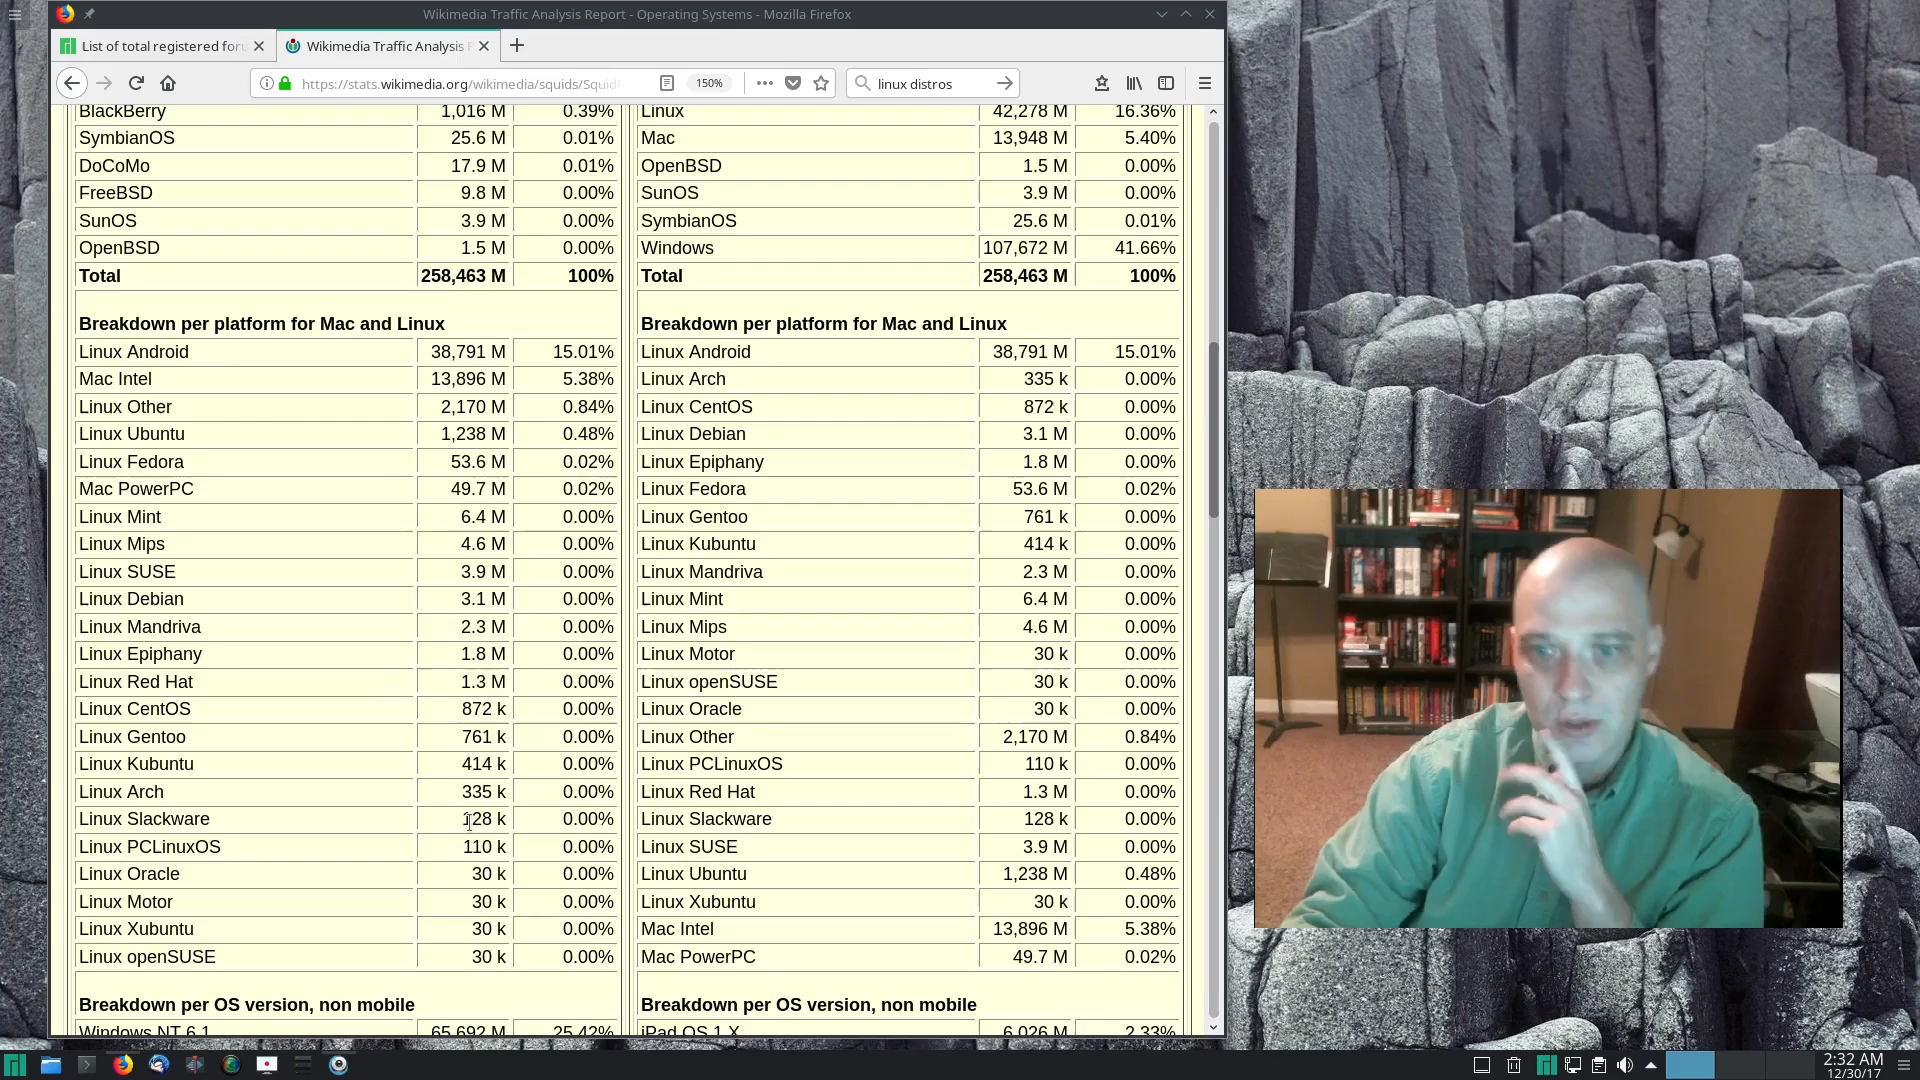 Wikimedia Traffic Analysis Report - Operating Systems - Mozilla Firefox
List of total registered foru
Wikimedia Traffic Analysis R
https://stats.wikimedia.org/wikimedia/squids/Squid
150%
linux distros
BlackBerry 1,016 M 0.39% Linux 42,278 M 16.36%
SymbianOS 25.6 M 0.01% Mac 13,948 M 5.40%
DoCoMo 17.9 M 0.01% OpenBSD 1.5 M 0.00%
FreeBSD 9.8 M 0.00% SunOS 3.9 M 0.00%
SunOS 3.9 M 0.00% SymbianOS 25.6 M 0.01%
OpenBSD 1.5 M 0.00% Windows 107,672 M 41.66%
Total 258,463 M 100% Total 258,463 M 100%
Breakdown per platform for Mac and Linux Breakdown per platform for Mac and Linux
Linux Android 38,791 M 15.01% Linux Android 38,791 M 15.01%
Mac Intel 13,896 M 5.38% Linux Arch 335 k 0.00%
Linux Other 2,170 M 0.84% Linux CentOS 872 k 0.00%
Linux Ubuntu 1,238 M 0.48% Linux Debian 3.1 M 0.00%
Linux Fedora 53.6 M 0.02% Linux Epiphany 1.8 M 0.00%
Mac PowerPC 49.7 M 0.02% Linux Fedora 53.6 M 0.02%
Linux Mint 6.4 M 0.00% Linux Gentoo 761 k 0.00%
Linux Mips 4.6 M 0.00% Linux Kubuntu 414 k 0.00%
Linux SUSE 3.9 M 0.00% Linux Mandriva 2.3 M 0.00%
Linux Debian 3.1 M 0.00% Linux Mint 6.4 M 0.00%
Linux Mandriva 2.3 M 0.00% Linux Mips 4.6 M 0.00%
Linux Epiphany 1.8 M 0.00% Linux Motor 30 k 0.00%
Linux Red Hat 1.3 M 0.00% Linux openSUSE 30 k 0.00%
Linux CentOS 872 k 0.00% Linux Oracle 30 k 0.00%
Linux Gentoo 761 k 0.00% Linux Other 2,170 M 0.84%
Linux Kubuntu 414 k 0.00% Linux PCLinuxOS 110 k 0.00%
Linux Arch 335 k 0.00% Linux Red Hat 1.3 M 0.00%
Linux Slackware 128 k 0.00% Linux Slackware 128 k 0.00%
Linux PCLinuxOS 110 k 0.00% Linux SUSE 3.9 M 0.00%
Linux Oracle 30 k 0.00% Linux Ubuntu 1,238 M 0.48%
Linux Motor 30 k 0.00% Linux Xubuntu 30 k 0.00%
Linux Xubuntu 30 k 0.00% Mac Intel 13,896 M 5.38%
Linux openSUSE 30 k 0.00% Mac PowerPC 49.7 M 0.02%
Breakdown per OS version, non mobile Breakdown per OS version, non mobile
Windows NT 6.1 65,692 M 25.42% iPad OS 1.X 6,026 M 2.33%
2:32 AM
12/30/17